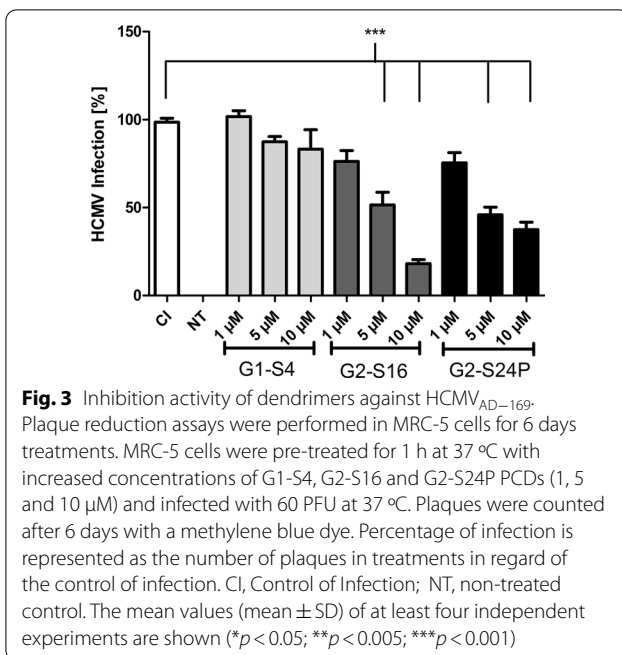 ***
150
100
50
0
HCMV Infection [%]
CI
NT
1 µM
5 µM
10 µM
1 µM
5 µM
10 µM
1 µM
5 µM
10 µM
G1-S4
G2-S16
G2-S24P
Fig. 3 Inhibition activity of dendrimers against HCMVAD−169.
Plaque reduction assays were performed in MRC-5 cells for 6 days
treatments. MRC-5 cells were pre-treated for 1 h at 37 ºC with
increased concentrations of G1-S4, G2-S16 and G2-S24P PCDs (1, 5
and 10 µM) and infected with 60 PFU at 37 ºC. Plaques were counted
after 6 days with a methylene blue dye. Percentage of infection is
represented as the number of plaques in treatments in regard of
the control of infection. CI, Control of Infection; NT, non-treated
control. The mean values (mean ± SD) of at least four independent
experiments are shown (*p < 0.05; **p < 0.005; ***p < 0.001)